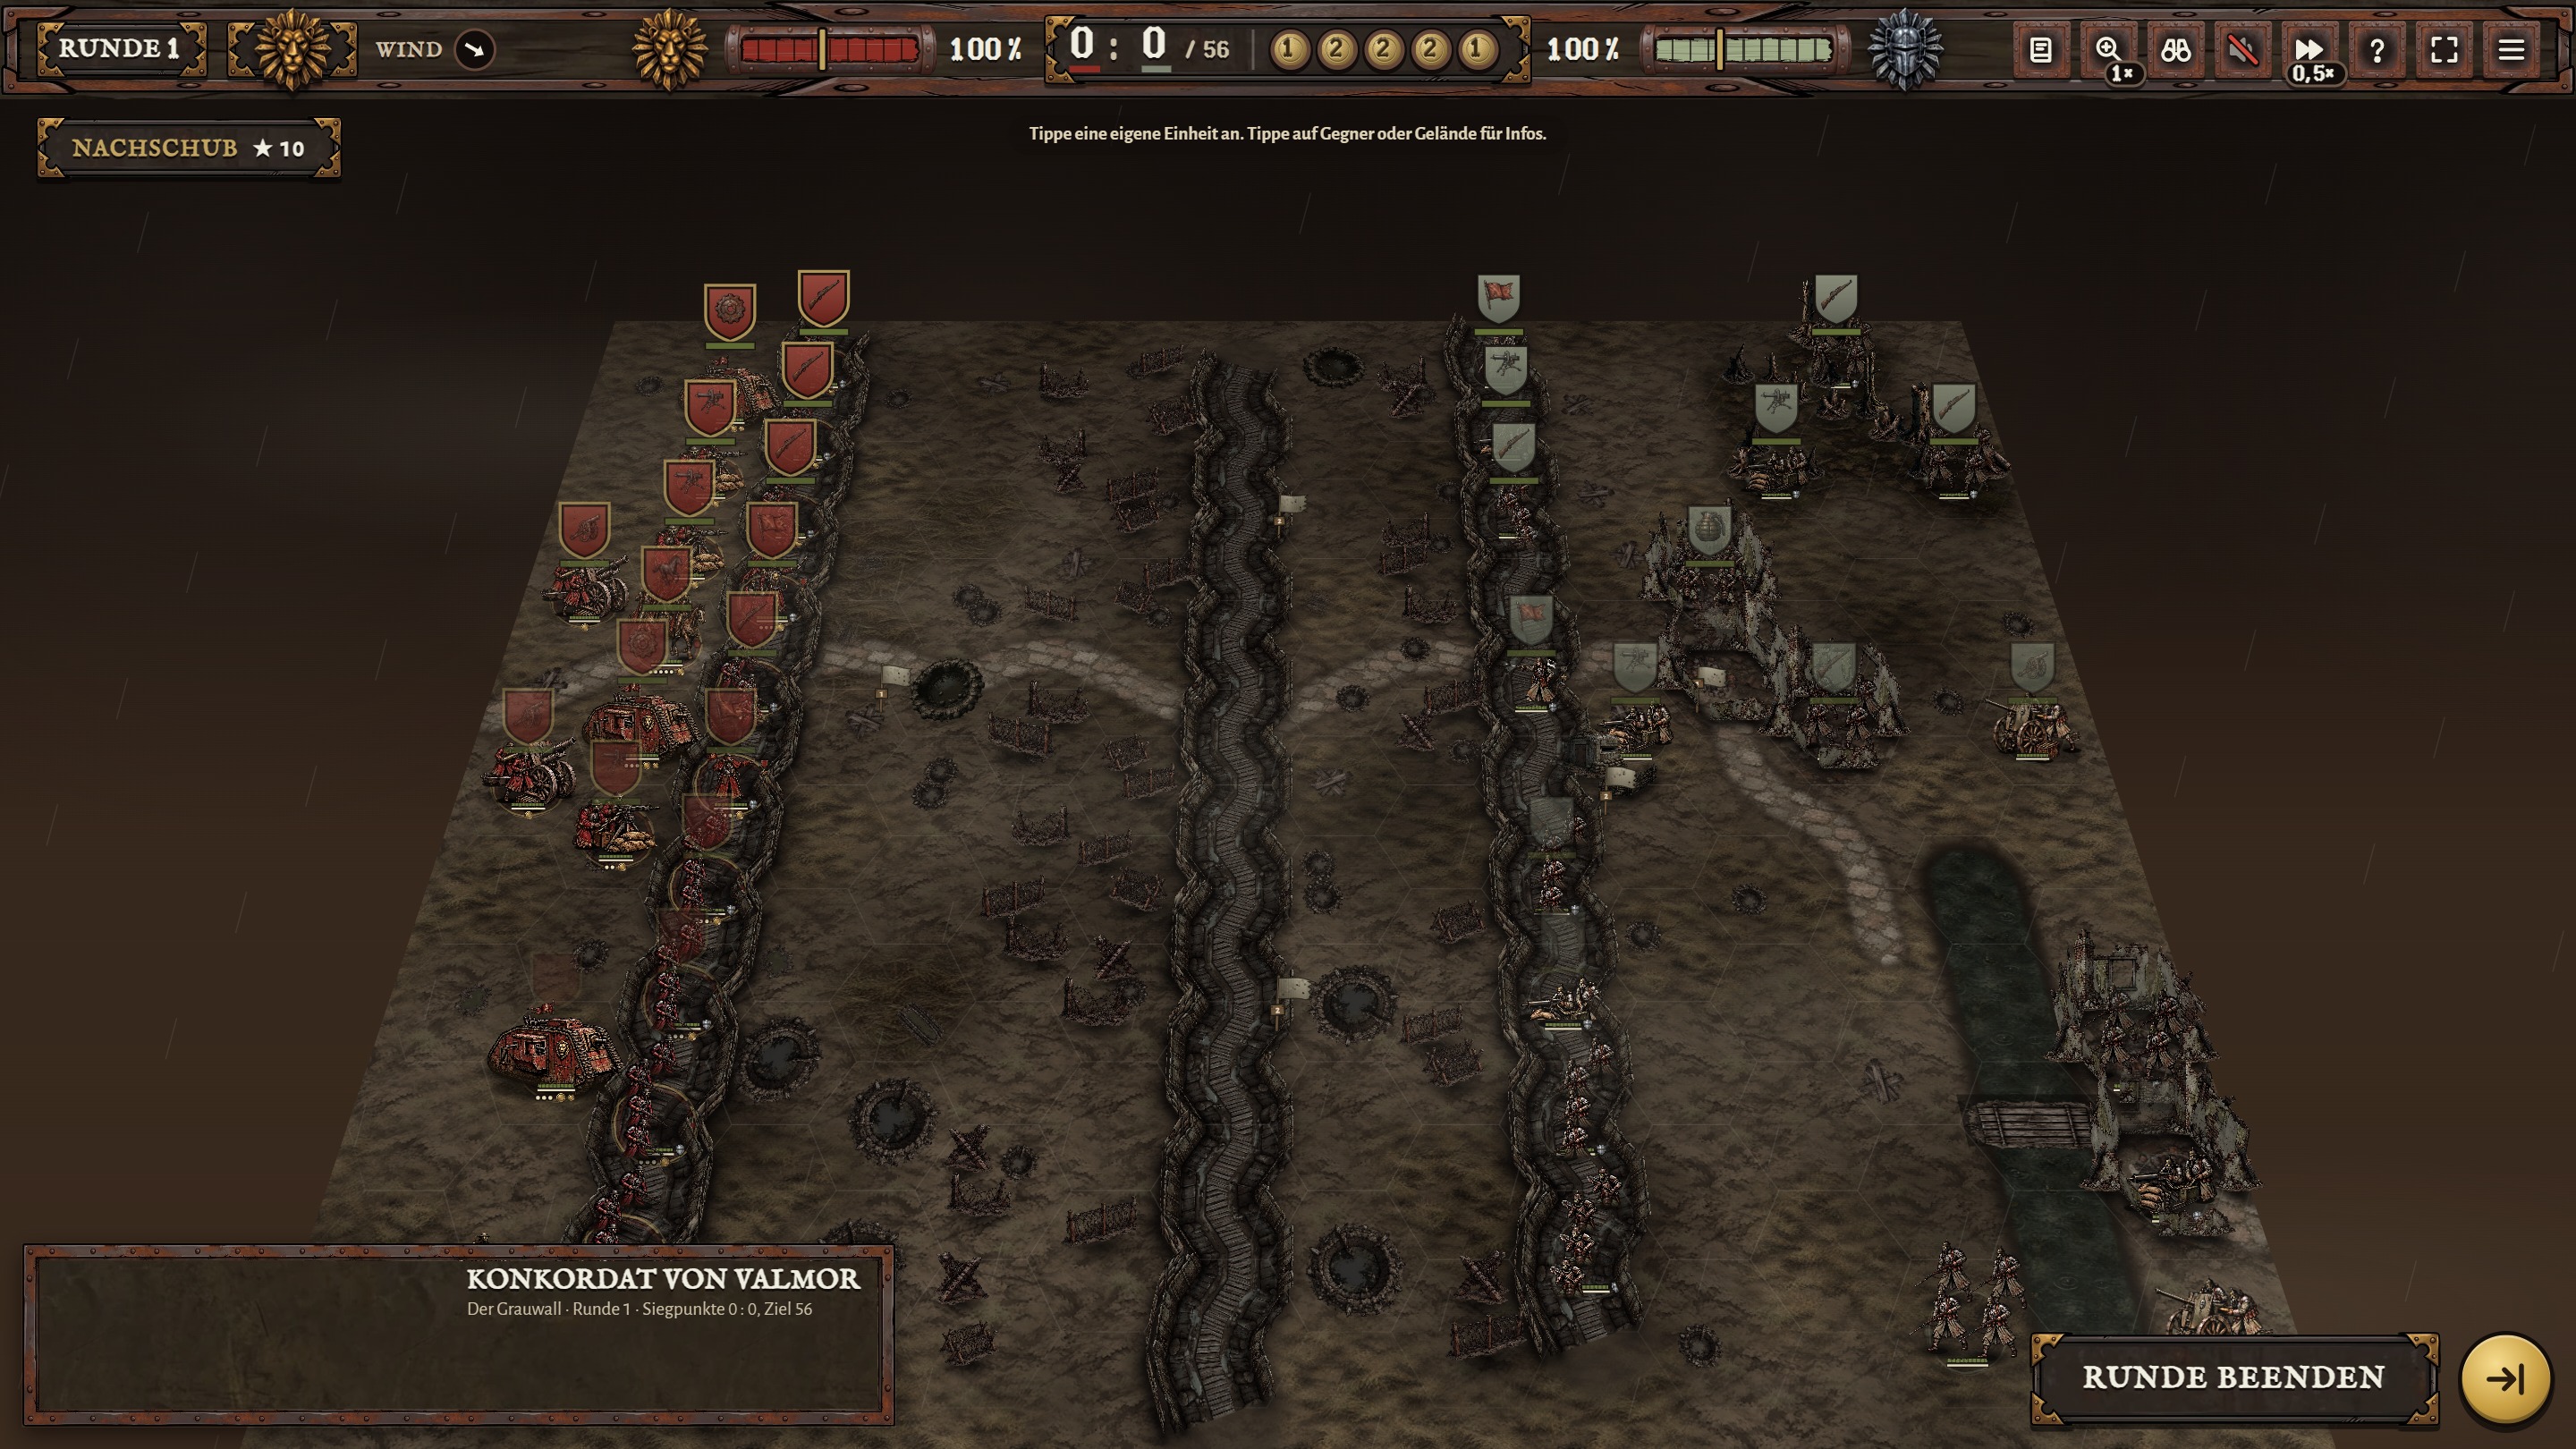 RUNDE 1
WIND
100 %
0 : 0 / 56
1 2 2 2 1
100 %
1×
0,5×
?
NACHSCHUB ★ 10
Tippe eine eigene Einheit an. Tippe auf Gegner oder Gelände für Infos.
KONKORDAT VON VALMOR
Der Grauwall · Runde 1 · Siegpunkte 0 : 0, Ziel 56
RUNDE BEENDEN